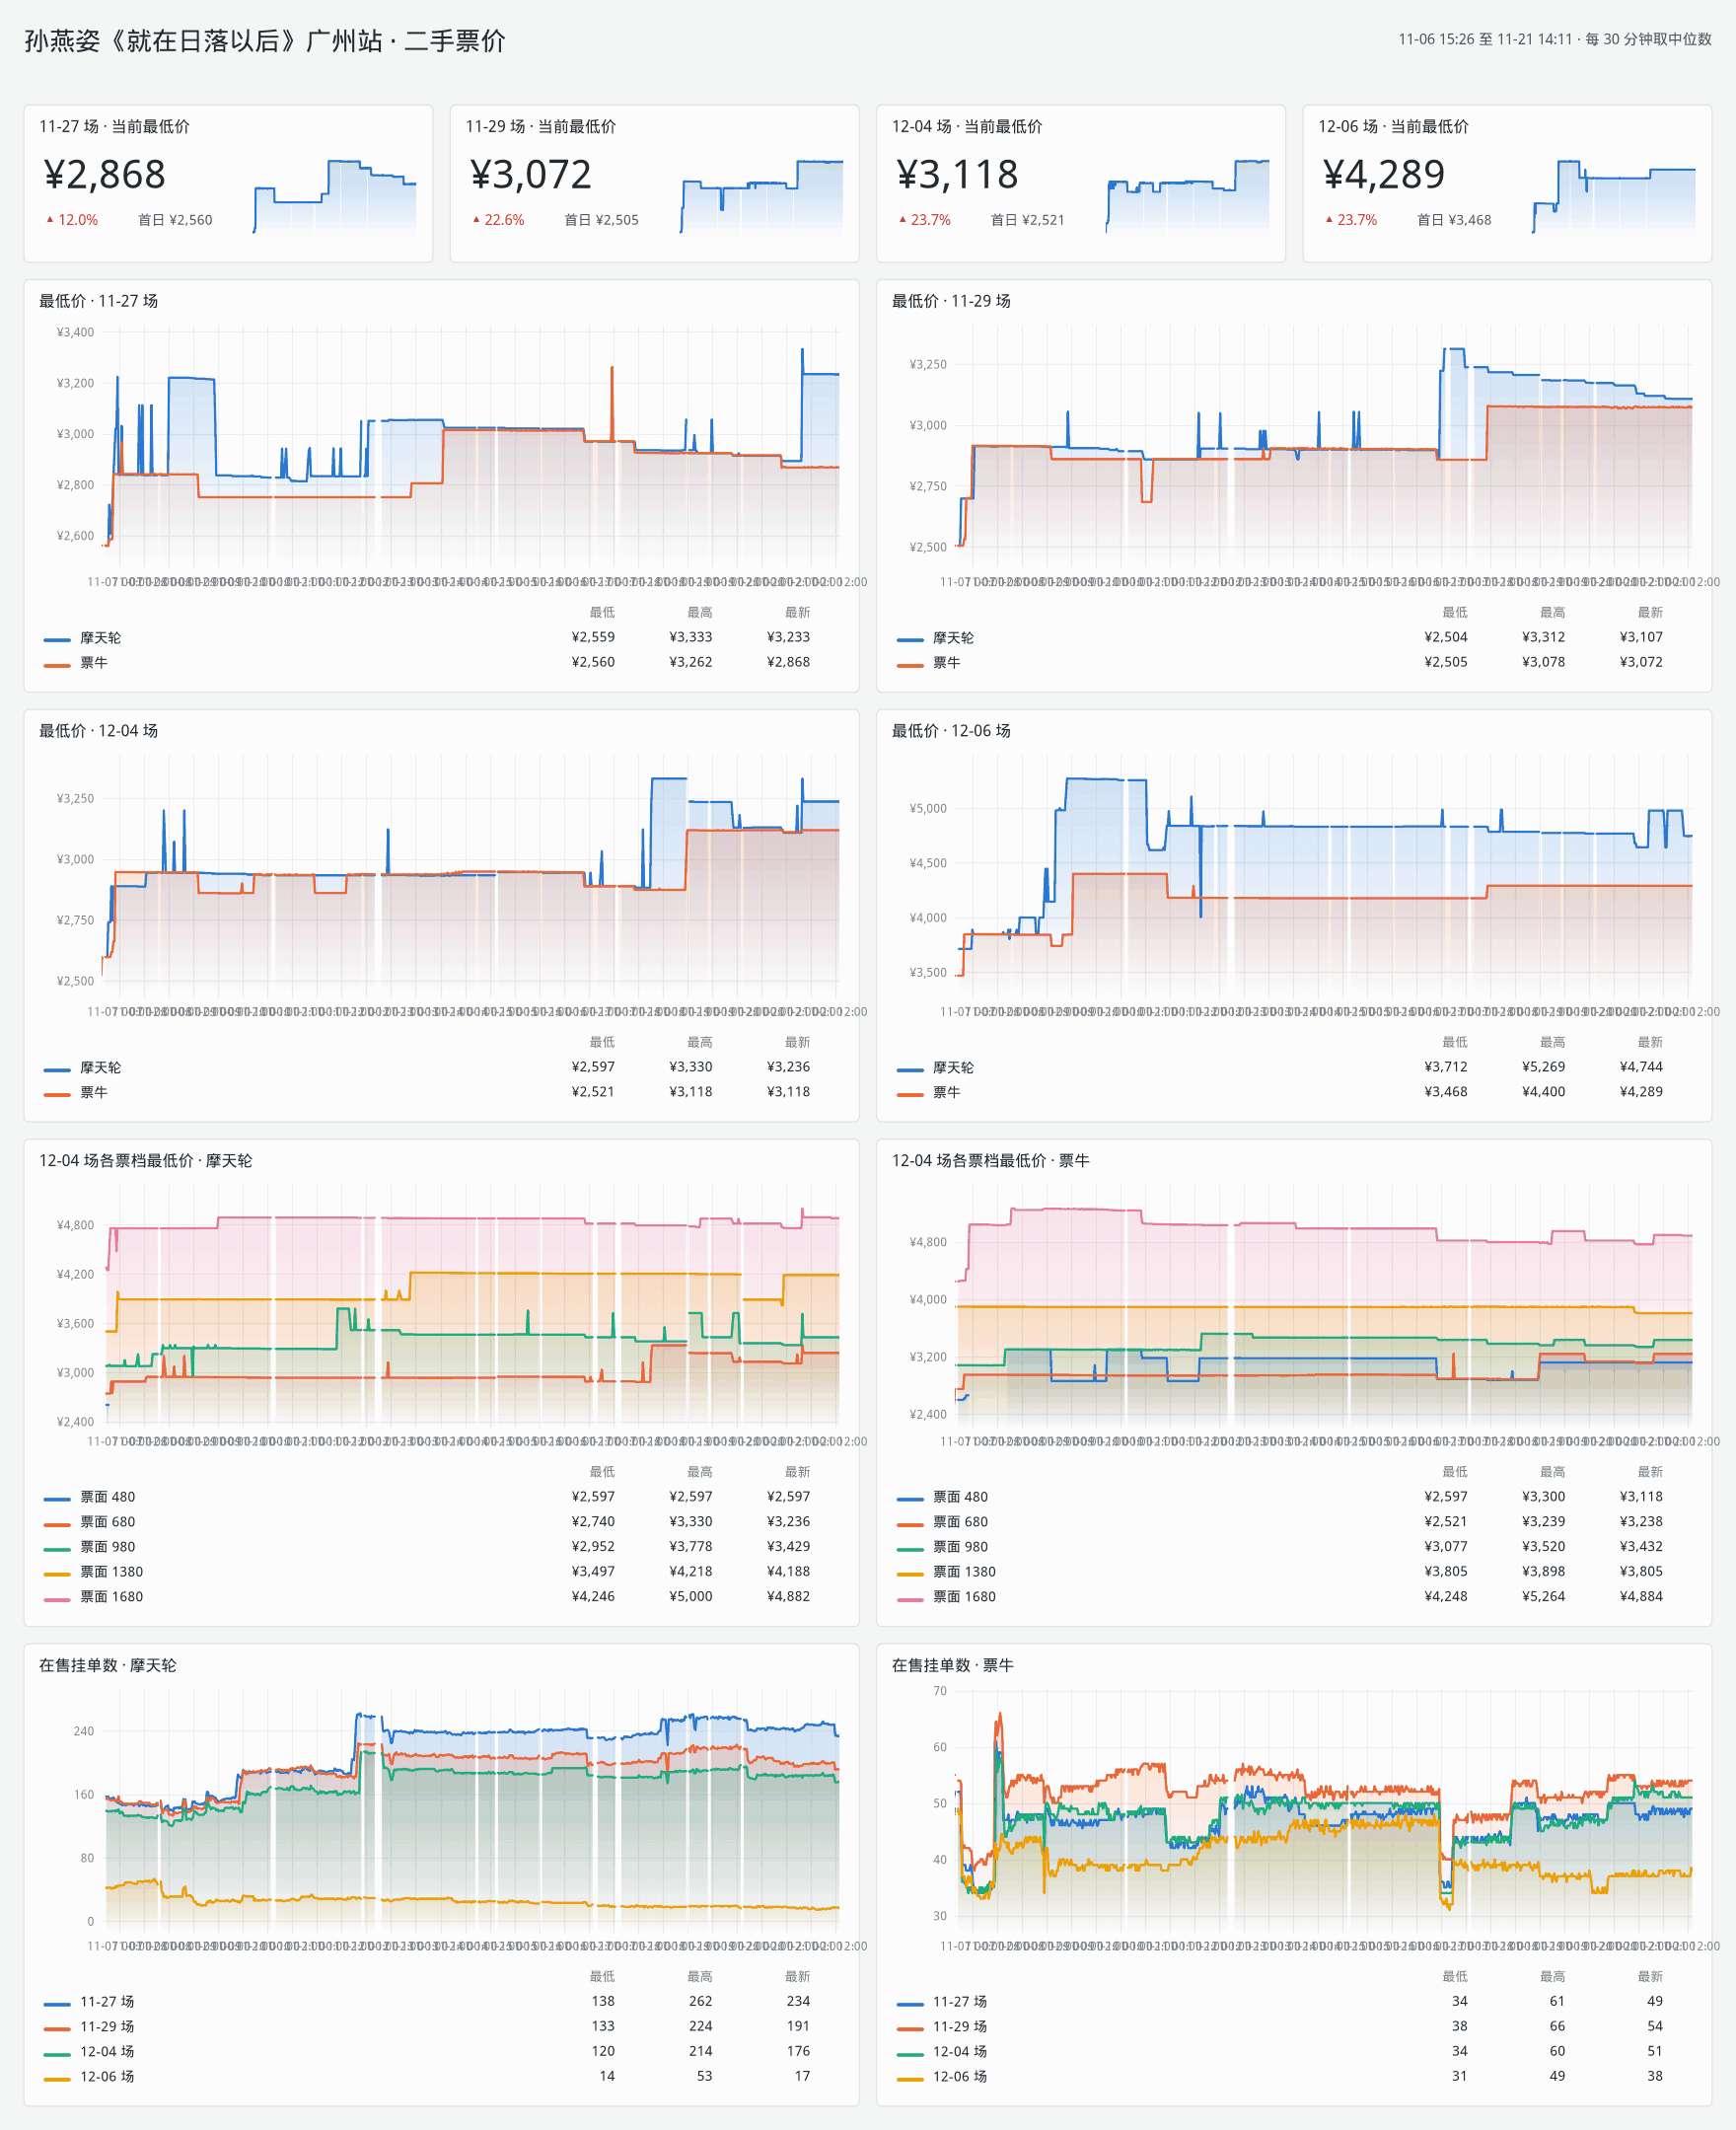 孙燕姿《就在日落以后》广州站 · 二手票价
11-06 15:26 至 11-21 14:11 · 每 30 分钟取中位数
11-27 场 · 当前最低价
¥2,868
▲ 12.0% 首日 ¥2,560
11-29 场 · 当前最低价
¥3,072
▲ 22.6% 首日 ¥2,505
12-04 场 · 当前最低价
¥3,118
▲ 23.7% 首日 ¥2,521
12-06 场 · 当前最低价
¥4,289
▲ 23.7% 首日 ¥3,468
最低价 · 11-27 场
¥3,400
¥3,200
¥3,000
¥2,800
¥2,600
最低 最高 最新
摩天轮 ¥2,559 ¥3,333 ¥3,233
票牛 ¥2,560 ¥3,262 ¥2,868
最低价 · 11-29 场
¥3,250
¥3,000
¥2,750
¥2,500
最低 最高 最新
摩天轮 ¥2,504 ¥3,312 ¥3,107
票牛 ¥2,505 ¥3,078 ¥3,072
最低价 · 12-04 场
¥3,250
¥3,000
¥2,750
¥2,500
最低 最高 最新
摩天轮 ¥2,597 ¥3,330 ¥3,236
票牛 ¥2,521 ¥3,118 ¥3,118
最低价 · 12-06 场
¥5,000
¥4,500
¥4,000
¥3,500
最低 最高 最新
摩天轮 ¥3,712 ¥5,269 ¥4,744
票牛 ¥3,468 ¥4,400 ¥4,289
12-04 场各票档最低价 · 摩天轮
¥4,800
¥4,200
¥3,600
¥3,000
¥2,400
最低 最高 最新
票面 480 ¥2,597 ¥2,597 ¥2,597
票面 680 ¥2,740 ¥3,330 ¥3,236
票面 980 ¥2,952 ¥3,778 ¥3,429
票面 1380 ¥3,497 ¥4,218 ¥4,188
票面 1680 ¥4,246 ¥5,000 ¥4,882
12-04 场各票档最低价 · 票牛
¥4,800
¥4,000
¥3,200
¥2,400
最低 最高 最新
票面 480 ¥2,597 ¥3,300 ¥3,118
票面 680 ¥2,521 ¥3,239 ¥3,238
票面 980 ¥3,077 ¥3,520 ¥3,432
票面 1380 ¥3,805 ¥3,898 ¥3,805
票面 1680 ¥4,248 ¥5,264 ¥4,884
在售挂单数 · 摩天轮
240
160
80
0
最低 最高 最新
11-27 场 138 262 234
11-29 场 133 224 191
12-04 场 120 214 176
12-06 场 14 53 17
在售挂单数 · 票牛
70
60
50
40
30
最低 最高 最新
11-27 场 34 61 49
11-29 场 38 66 54
12-04 场 34 60 51
12-06 场 31 49 38